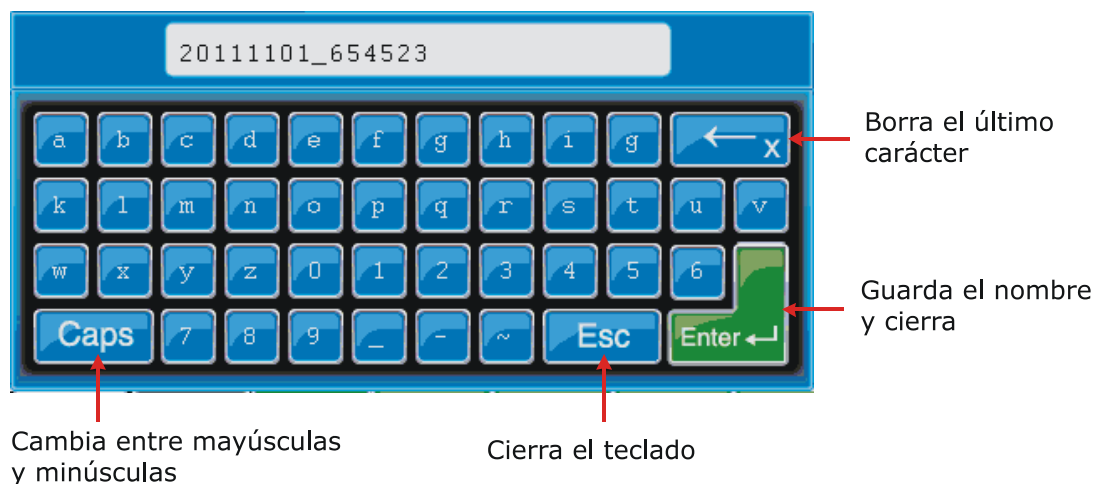 20111101_654523
a b c d e f g h i g ← x
Borra el último
carácter
k l m n o p q r s t u v
w x y z 0 1 2 3 4 5 6
Guarda el nombre
y cierra
Caps 7 8 9 _ - ~ Esc Enter ↵
Cambia entre mayúsculas
y minúsculas
Cierra el teclado